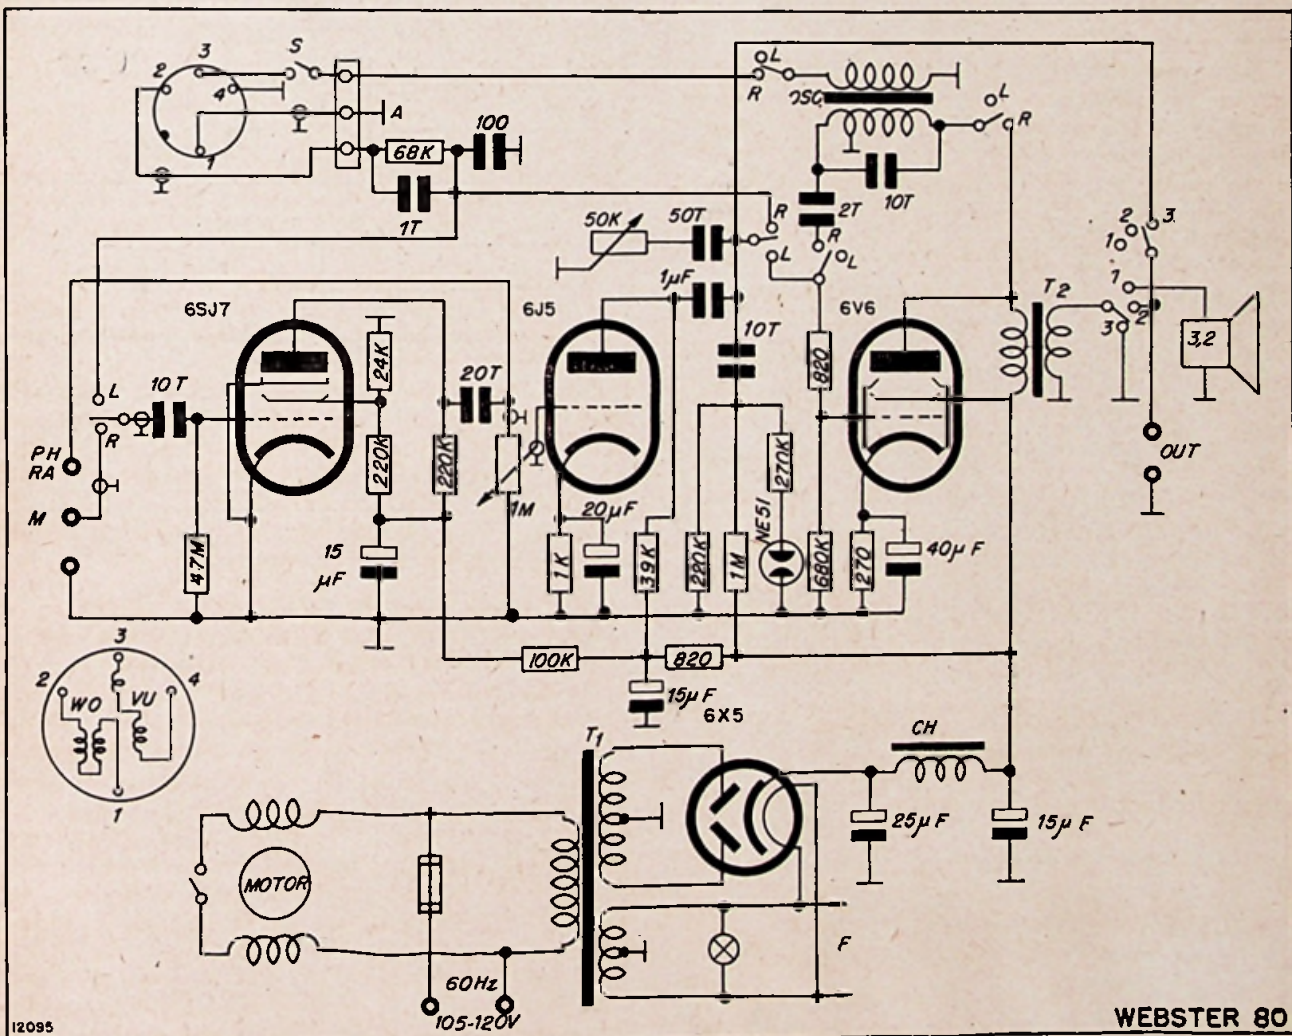 3
S
2
4
1
A
68K
100
1T
L
R
OSC
L
R
50K
50T
R
L
2T
10T
R
L
2
3
1
1µF
6SJ7
6J5
6V6
24K
20T
10T
820
T2
1
2
3
3,2
L
10T
R
PH
RA
M
220K
220K
1M
20µF
270K
NE51
OUT
4.7M
15
µF
1K
39K
220K
1M
680K
270
40µF
100K
820
15µF
6X5
3
2
4
WO
VU
1
T1
CH
25µF
15µF
MOTOR
F
60Hz
105-120V
12095
WEBSTER 80